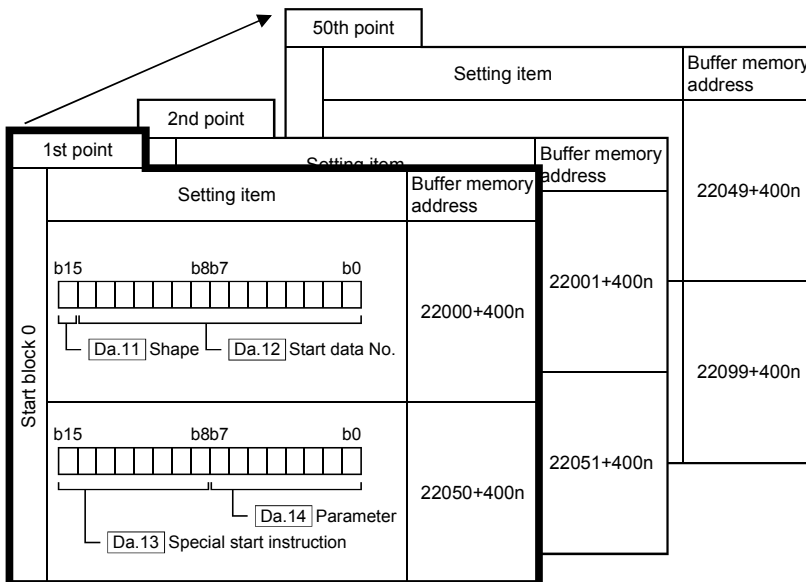 50th point
Setting item
Buffer memory
address
22049+400n
22099+400n
2nd point
Setting item
Buffer memory
address
22001+400n
22051+400n
1st point
Start block 0
Setting item
Buffer memory
address
b15 b8b7 b0
Da.11 Shape Da.12 Start data No.
22000+400n
b15 b8b7 b0
Da.14 Parameter
Da.13 Special start instruction
22050+400n